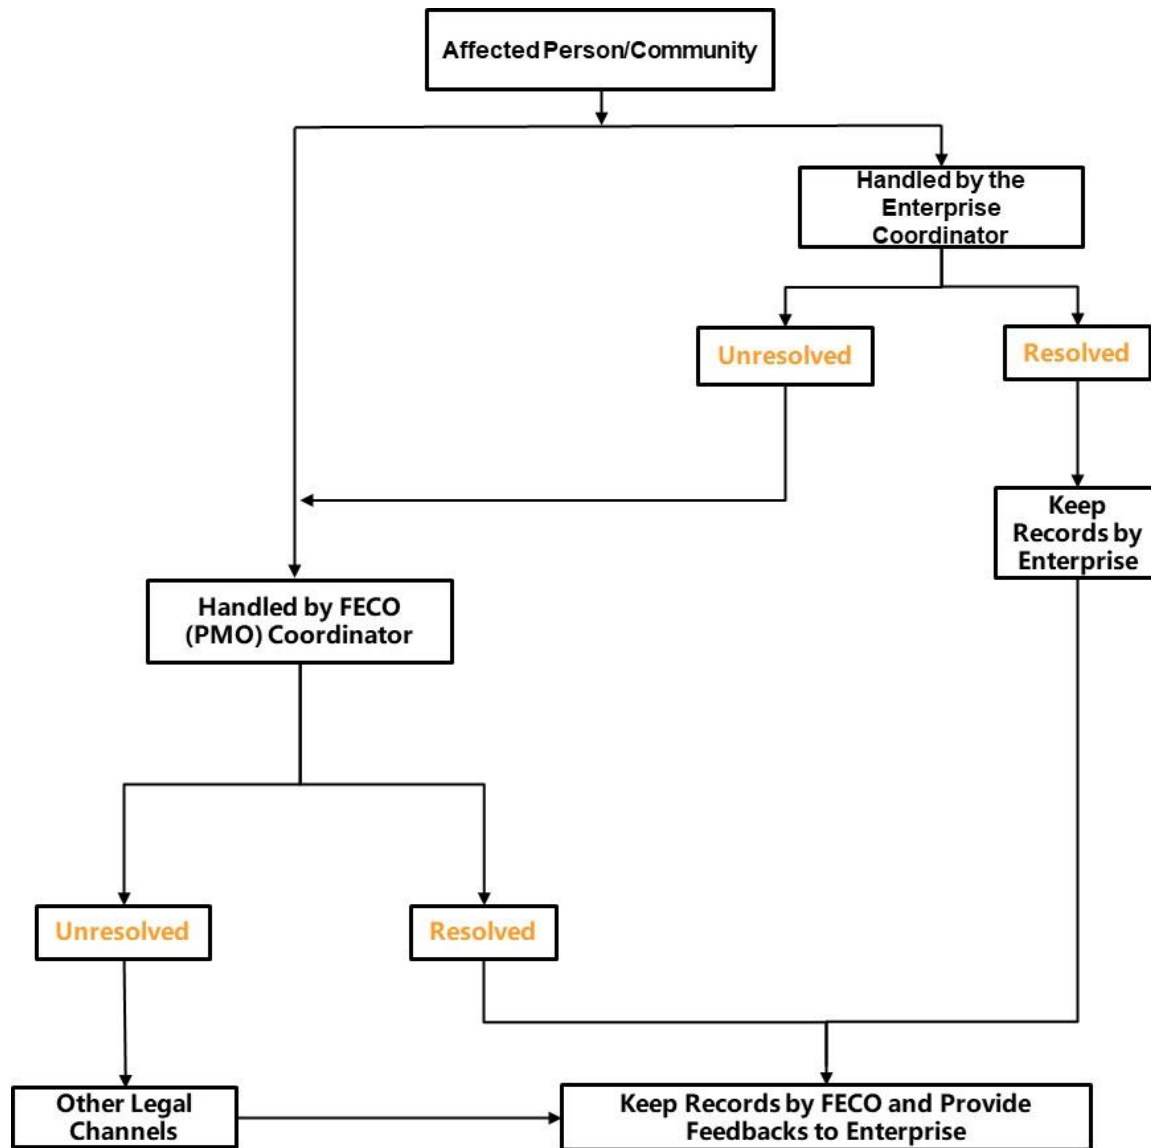 Affected Person/Community
Handled by the
Enterprise
Coordinator
Unresolved
Resolved
Keep
Records by
Enterprise
Handled by FECO
(PMO) Coordinator
Unresolved
Resolved
Other Legal
Channels
Keep Records by FECO and Provide
Feedbacks to Enterprise